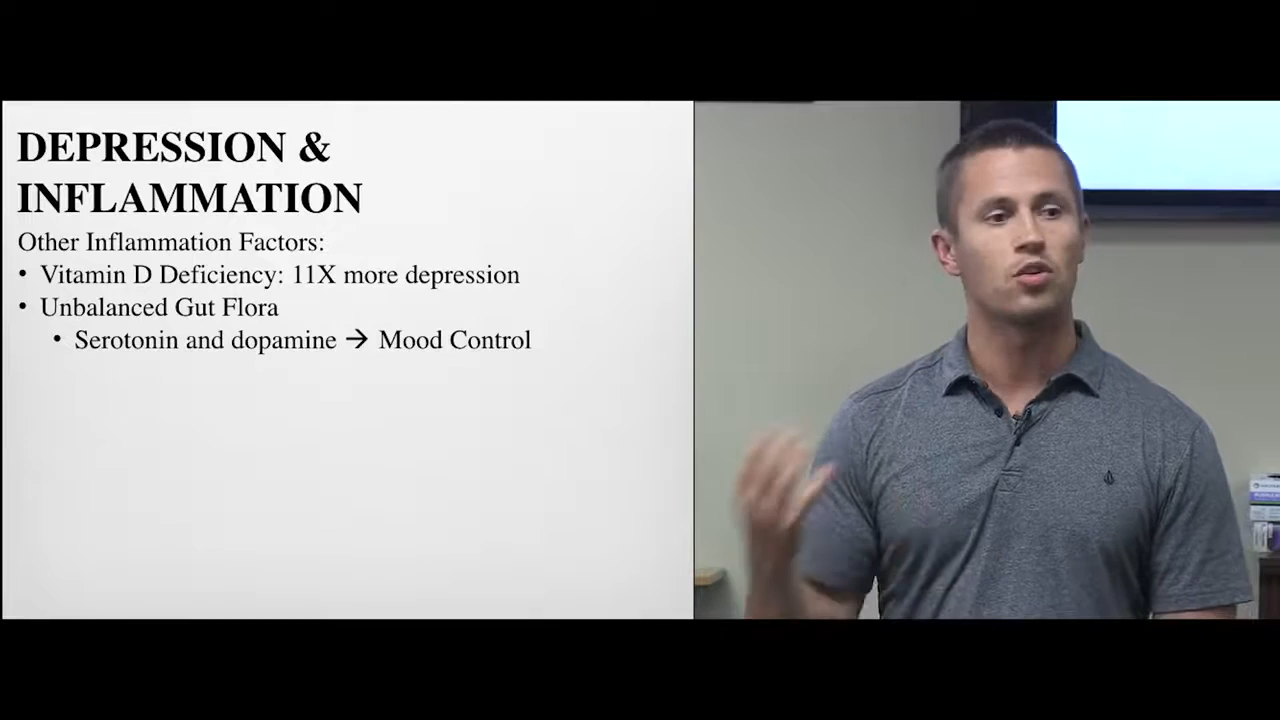 DEPRESSION &
INFLAMMATION
Other Inflammation Factors:
• Vitamin D Deficiency: 11X more depression
• Unbalanced Gut Flora
• Serotonin and dopamine → Mood Control